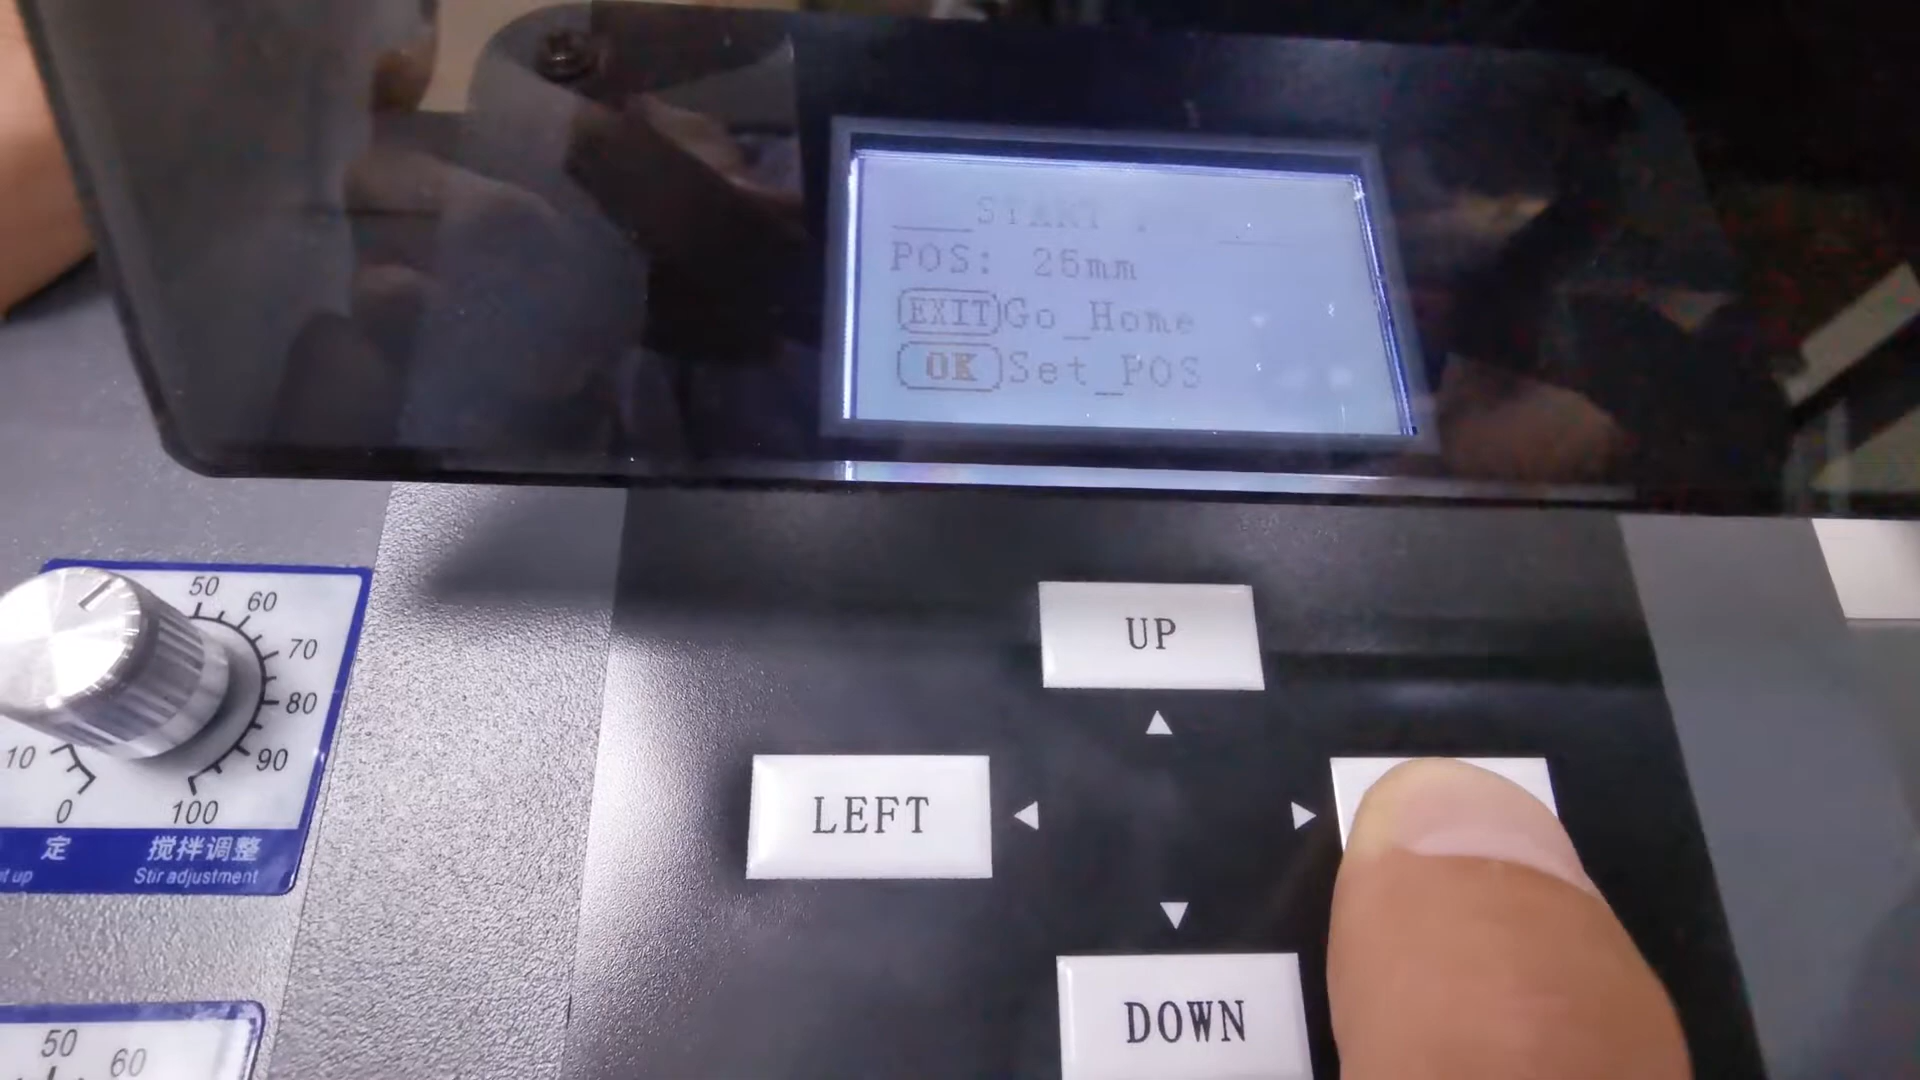 START
POS: 25mm
EXIT Go_Home
OK Set_POS
50
60
70
80
90
100
10
0
定 搅拌调整
t up Stir adjustment
UP
LEFT
DOWN
50
60